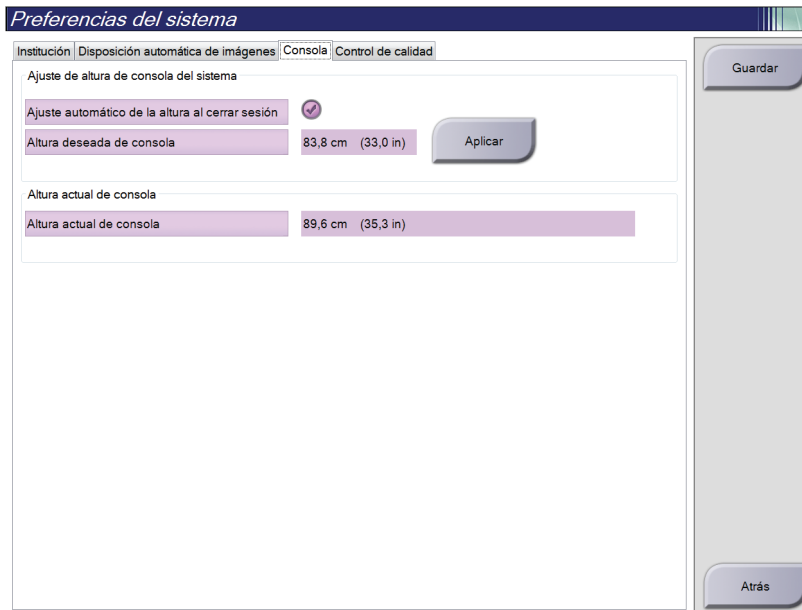 Preferencias del sistema
Institución Disposición automática de imágenes Consola Control de calidad
Ajuste de altura de consola del sistema
Ajuste automático de la altura al cerrar sesión
Altura deseada de consola 83,8 cm (33,0 in) Aplicar
Altura actual de consola
Altura actual de consola 89,6 cm (35,3 in)
Guardar
Atrás